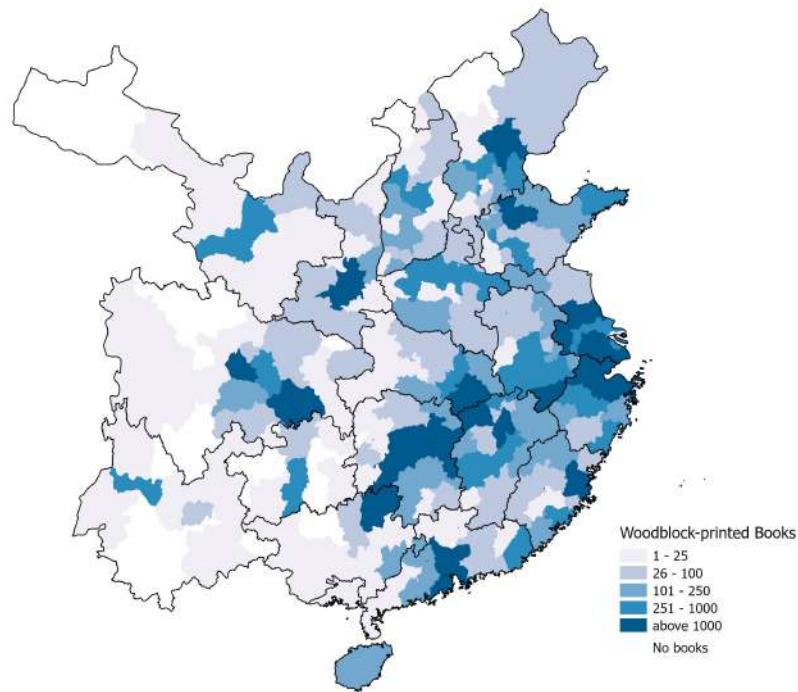 Woodblock-printed Books
1 - 25
26 - 100
101 - 250
251 - 1000
above 1000
No books